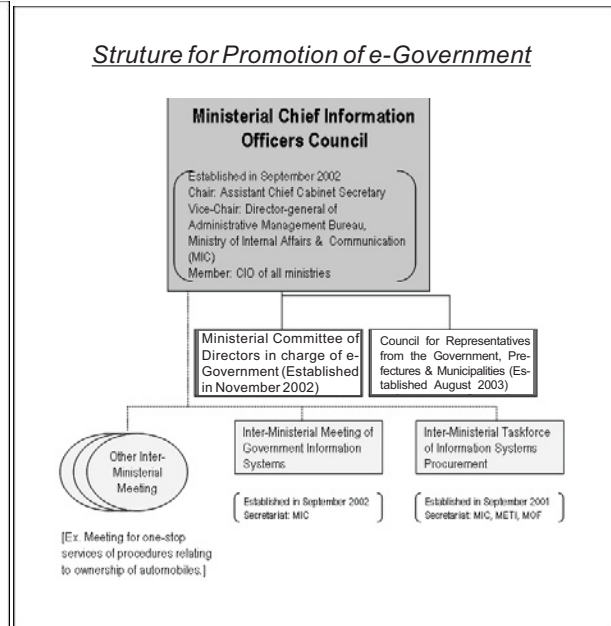 Struture for Promotion of e-Government
Ministerial Chief Information
Officers Council
Established in September 2002
Chair: Assistant Chief Cabinet Secretary
Vice-Chair: Director-general of
Administrative Management Bureau,
Ministry of Internal Affairs & Communication
(MIC)
Member: CIO of all ministries
Ministerial Committee of
Directors in charge of e-
Government (Established
in November 2002)
Council for Representatives
from the Government, Pre-
fectures & Municipalities (Es-
tablished August 2003)
Other Inter-
Ministerial
Meeting
Inter-Ministerial Meeting of
Government Information
Systems
Inter-Ministerial Taskforce
of Information Systems
Procurement
Established in September 2002
Secretariat: MIC
Established in September 2001
Secretariat: MIC, METI, MOF
[Ex. Meeting for one-stop
services of procedures relating
to ownership of automobiles.]